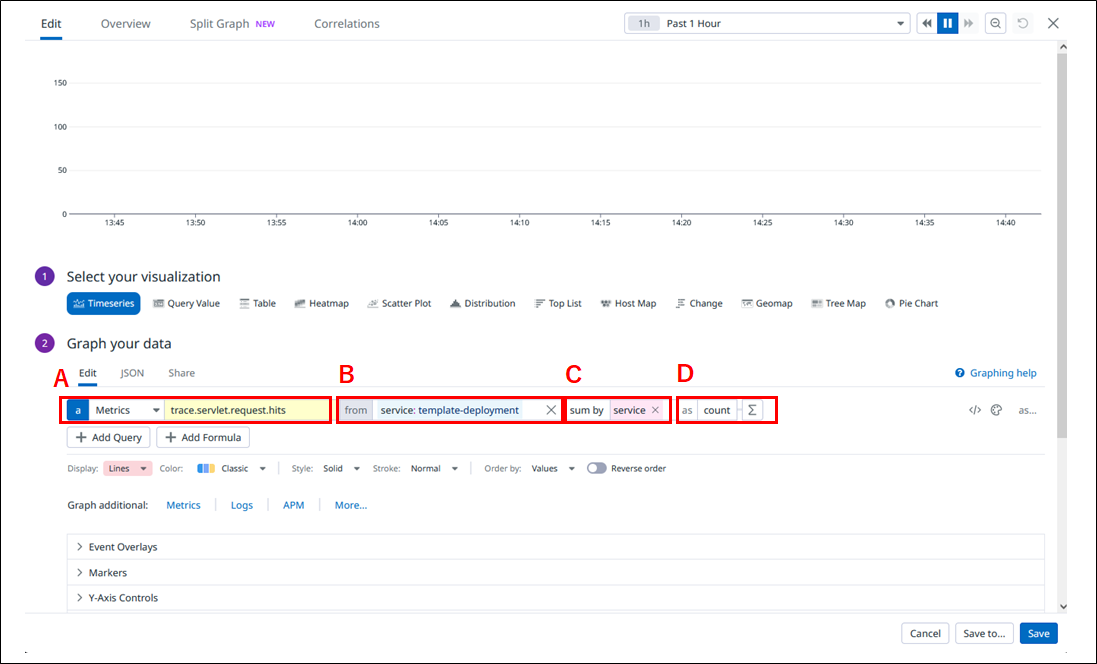 Edit Overview Split Graph NEW Correlations 1h Past 1 Hour
150
100
50
0
13:45 13:50 13:55 14:00 14:05 14:10 14:15 14:20 14:25 14:30 14:35 14:40
1 Select your visualization
Timeseries Query Value Table Heatmap Scatter Plot Distribution Top List Host Map Change Geomap Tree Map Pie Chart
2 Graph your data
A Edit JSON Share B C D ? Graphing help
a Metrics trace.servlet.request.hits from service: template-deployment × sum by service × as count Σ </> as...
+ Add Query + Add Formula
Display: Lines Color: Classic Style: Solid Stroke: Normal Order by: Values Reverse order
Graph additional: Metrics Logs APM More...
Event Overlays
Markers
Y-Axis Controls
Cancel Save to... Save